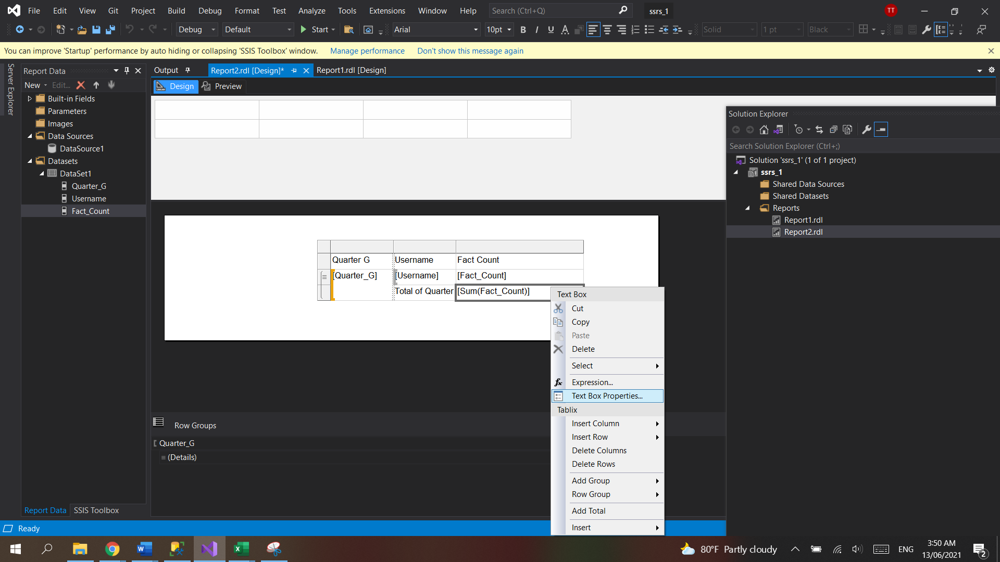 File Edit View Git Project Build Debug Format Test Analyze Tools Extensions Window Help Search (Ctrl+Q) ssrs_1 TT
Debug Default Start Arial 10pt B I U A Solid 1 pt Black
You can improve 'Startup' performance by auto hiding or collapsing 'SSIS Toolbox' window. Manage performance Don't show this message again
Server Explorer
Report Data
New Edit...
Built-in Fields
Parameters
Images
Data Sources
DataSource1
Datasets
DataSet1
Quarter_G
Username
Fact_Count
Report Data SSIS Toolbox
Output Report2.rdl [Design]* Report1.rdl [Design]
Design Preview
Quarter G Username Fact Count
[Quarter_G] [Username] [Fact_Count]
Total of Quarter [Sum(Fact_Count)]
Text Box
Cut
Copy
Paste
Delete
Select
fx Expression...
Text Box Properties...
Tablix
Insert Column
Insert Row
Delete Columns
Delete Rows
Add Group
Row Group
Add Total
Insert
Row Groups
Quarter_G
(Details)
Solution Explorer
Search Solution Explorer (Ctrl+;)
Solution 'ssrs_1' (1 of 1 project)
ssrs_1
Shared Data Sources
Shared Datasets
Reports
Report1.rdl
Report2.rdl
Ready
80°F Partly cloudy ENG 3:50 AM
13/06/2021
2